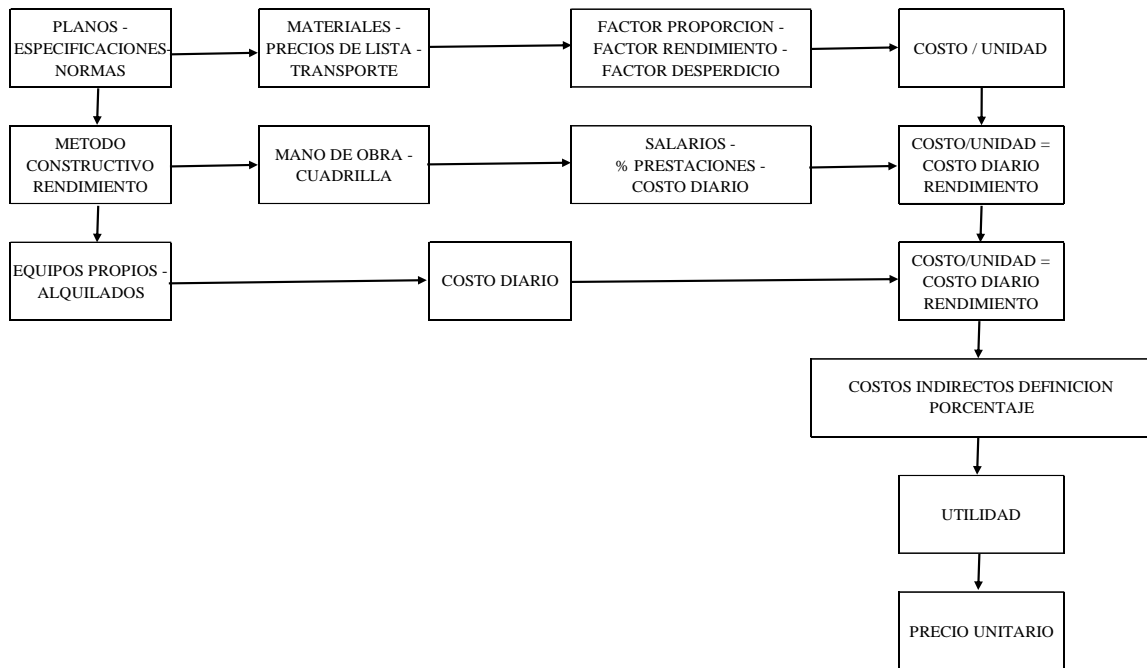 PLANOS -
ESPECIFICACIONES-
NORMAS
MATERIALES -
PRECIOS DE LISTA -
TRANSPORTE
FACTOR PROPORCION -
FACTOR RENDIMIENTO -
FACTOR DESPERDICIO
COSTO / UNIDAD
METODO
CONSTRUCTIVO
RENDIMIENTO
MANO DE OBRA -
CUADRILLA
SALARIOS -
% PRESTACIONES -
COSTO DIARIO
COSTO/UNIDAD =
COSTO DIARIO
RENDIMIENTO
EQUIPOS PROPIOS -
ALQUILADOS
COSTO DIARIO
COSTO/UNIDAD =
COSTO DIARIO
RENDIMIENTO
COSTOS INDIRECTOS DEFINICION
PORCENTAJE
UTILIDAD
PRECIO UNITARIO